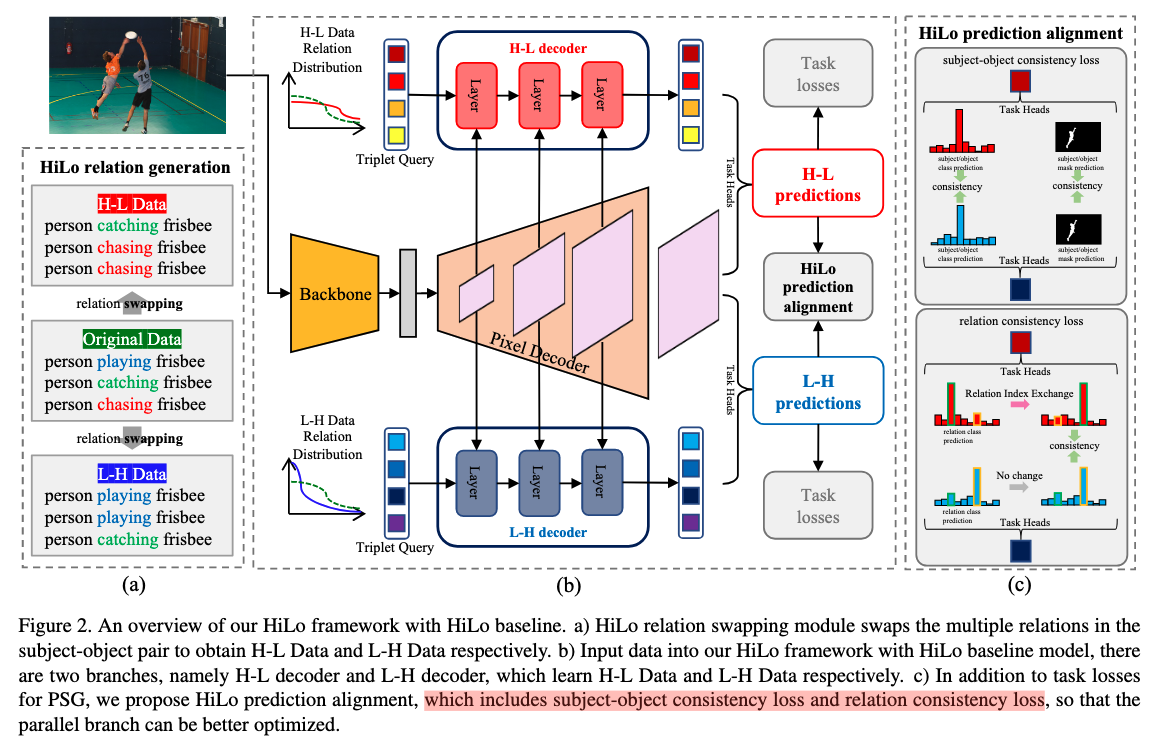 HiLo relation generation
H-L Data
person catching frisbee
person chasing frisbee
person chasing frisbee
relation swapping
Original Data
person playing frisbee
person catching frisbee
person chasing frisbee
relation swapping
L-H Data
person playing frisbee
person playing frisbee
person catching frisbee
(a)
H-L Data
Relation
Distribution
Triplet Query
H-L decoder
Layer
Layer
Layer
Backbone
Pixel Decoder
L-H Data
Relation
Distribution
Triplet Query
Layer
Layer
Layer
L-H decoder
Task Heads
Task Heads
Task
losses
H-L
predictions
HiLo
prediction
alignment
L-H
predictions
Task
losses
(b)
HiLo prediction alignment
subject-object consistency loss
Task Heads
subject/object
class prediction
subject/object
mask prediction
consistency
consistency
subject/object
class prediction
subject/object
mask prediction
Task Heads
relation consistency loss
Task Heads
Relation Index Exchange
relation class
prediction
consistency
No change
relation class
prediction
Task Heads
(c)
Figure 2. An overview of our HiLo framework with HiLo baseline. a) HiLo relation swapping module swaps the multiple relations in the
subject-object pair to obtain H-L Data and L-H Data respectively. b) Input data into our HiLo framework with HiLo baseline model, there
are two branches, namely H-L decoder and L-H decoder, which learn H-L Data and L-H Data respectively. c) In addition to task losses
for PSG, we propose HiLo prediction alignment, which includes subject-object consistency loss and relation consistency loss, so that the
parallel branch can be better optimized.